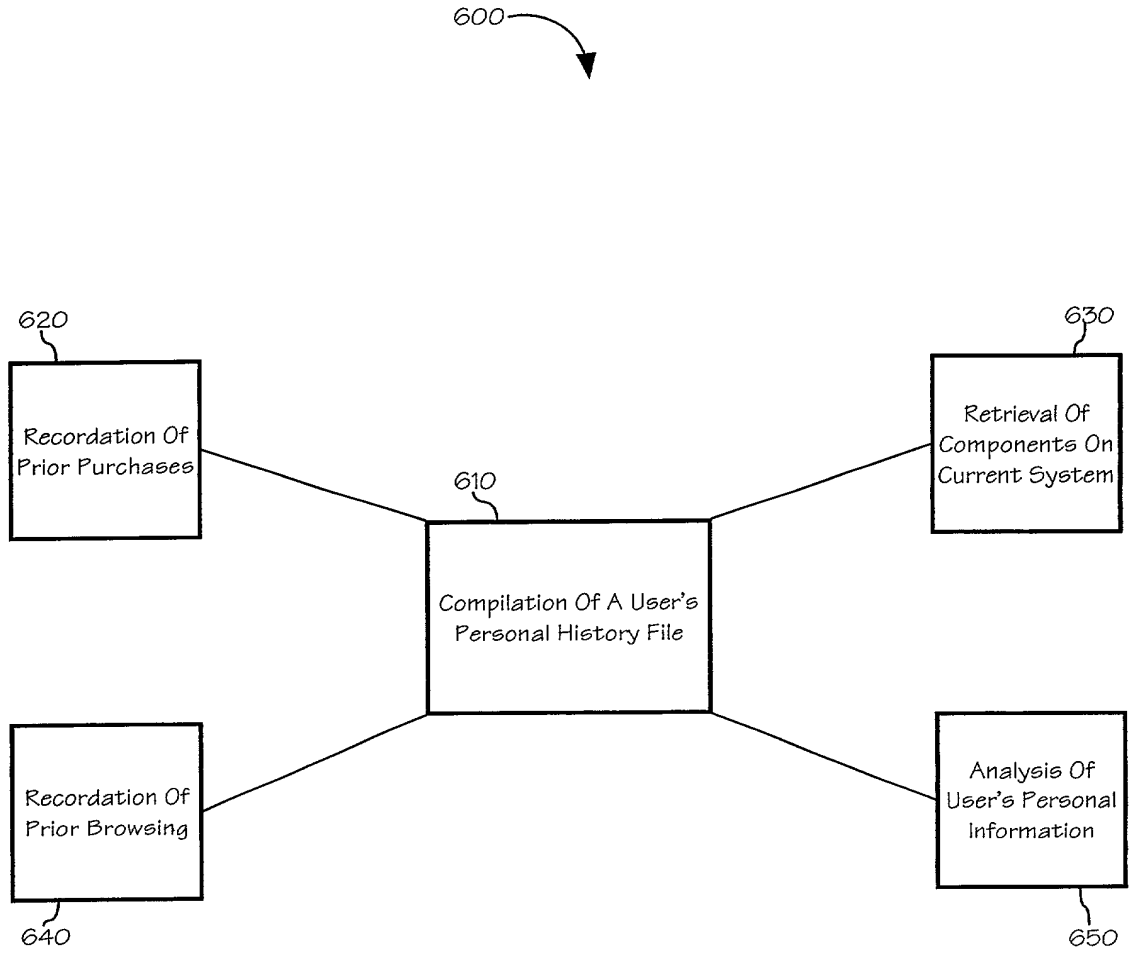 600
620
630
Recordation Of
Prior Purchases
Retrieval Of
Components On
Current System
610
Compilation Of A User's
Personal History File
Recordation Of
Prior Browsing
Analysis Of
User's Personal
Information
640
650